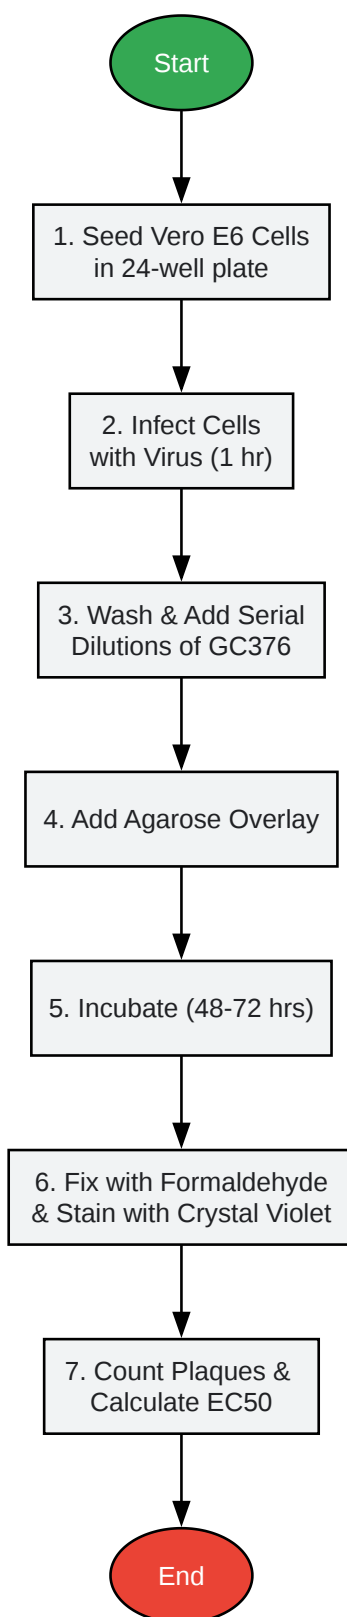 Start
1. Seed Vero E6 Cells
in 24-well plate
2. Infect Cells
with Virus (1 hr)
3. Wash & Add Serial
Dilutions of GC376
4. Add Agarose Overlay
5. Incubate (48-72 hrs)
6. Fix with Formaldehyde
& Stain with Crystal Violet
7. Count Plaques &
Calculate EC50
End